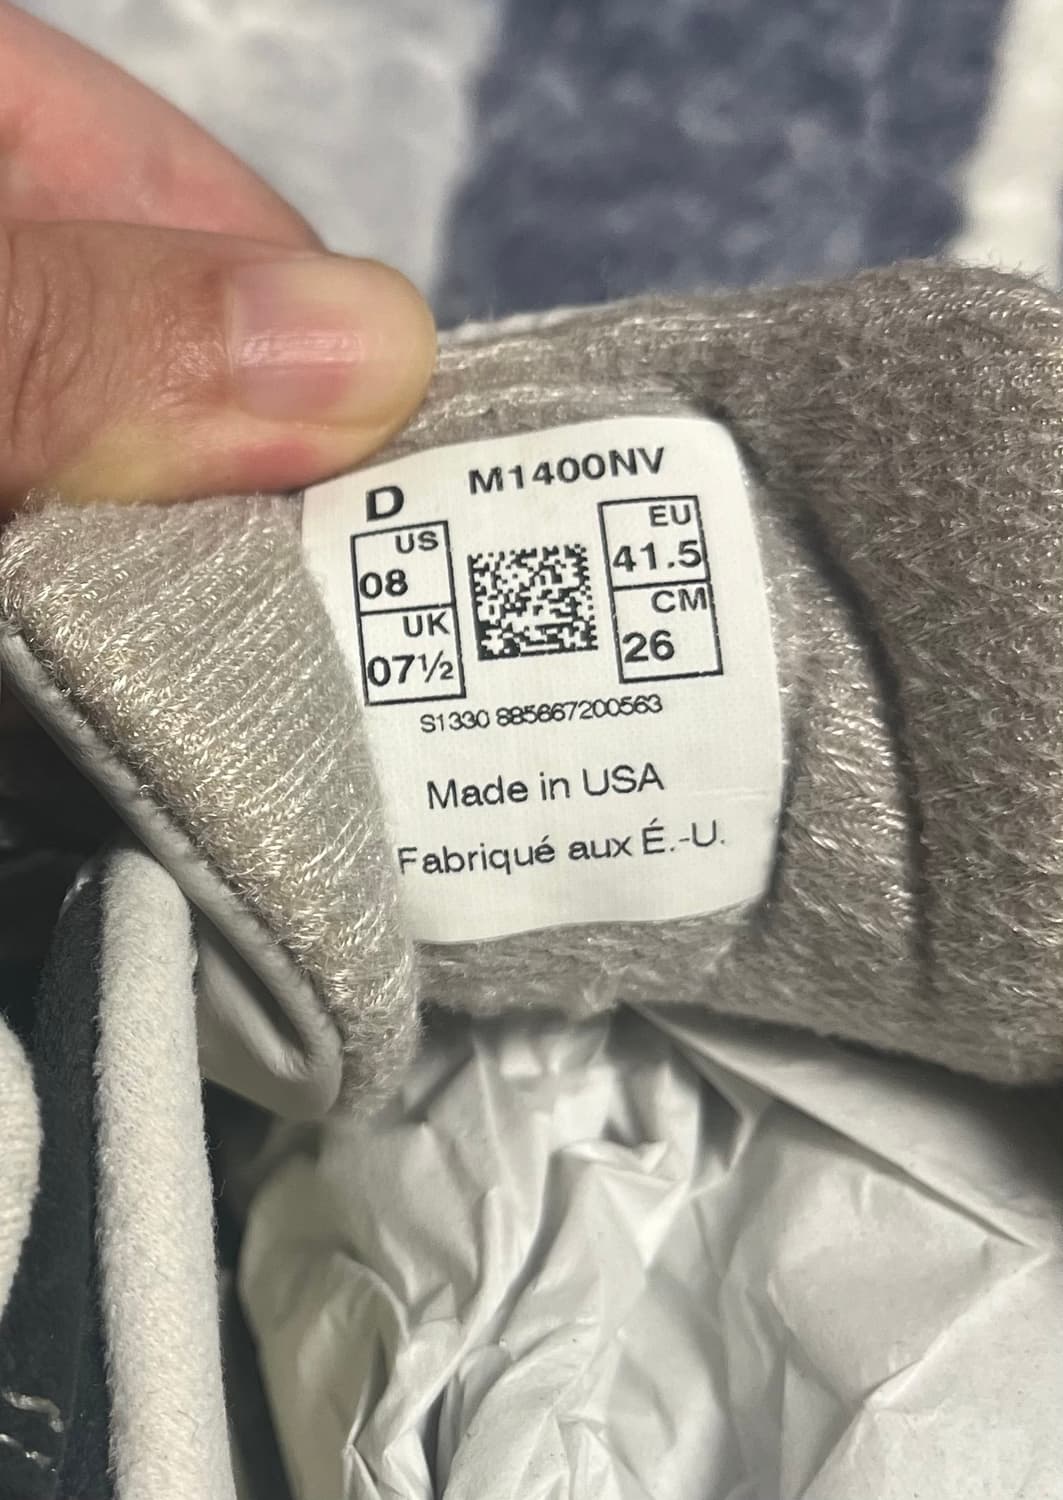 D M1400NV
US
08
UK
07½
EU
41.5
CM
26
S1330 885667200563
Made in USA
Fabriqué aux É.-U.